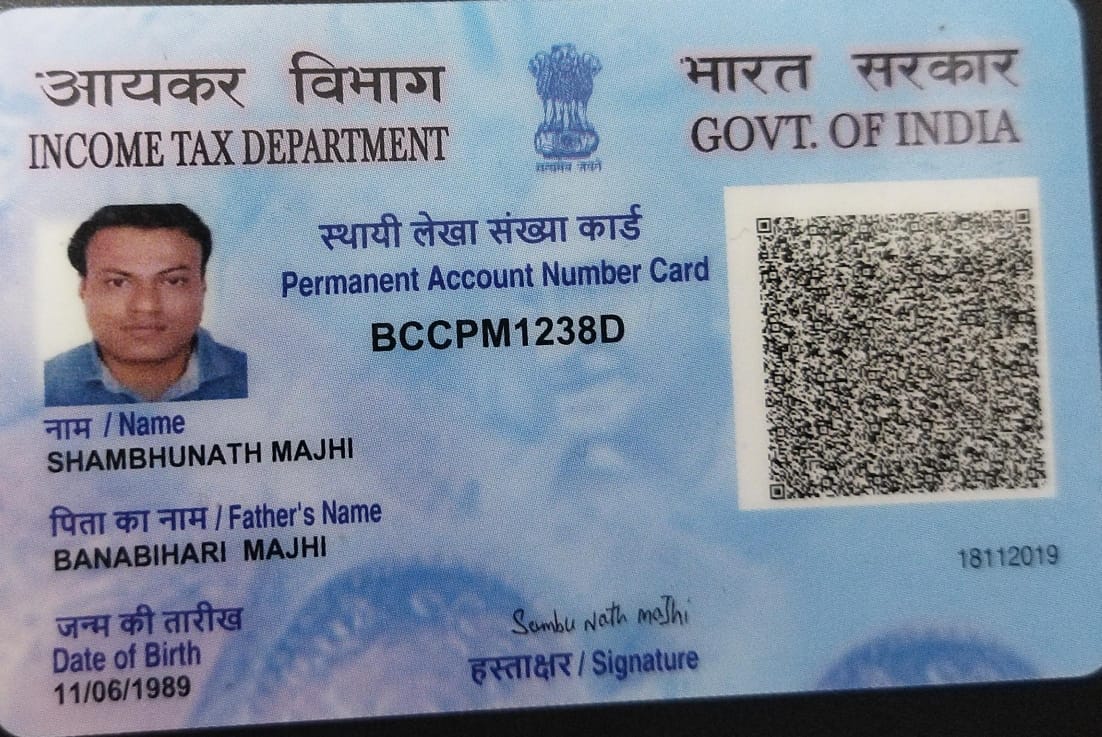 आयकर विभाग
INCOME TAX DEPARTMENT
सत्यमेव जयते
भारत सरकार
GOVT. OF INDIA
स्थायी लेखा संख्या कार्ड
Permanent Account Number Card
BCCPM1238D
नाम / Name
SHAMBHUNATH MAJHI
पिता का नाम / Father's Name
BANABIHARI MAJHI
18112019
जन्म की तारीख
Date of Birth
11/06/1989
Sambu Nath maJhi
हस्ताक्षर / Signature